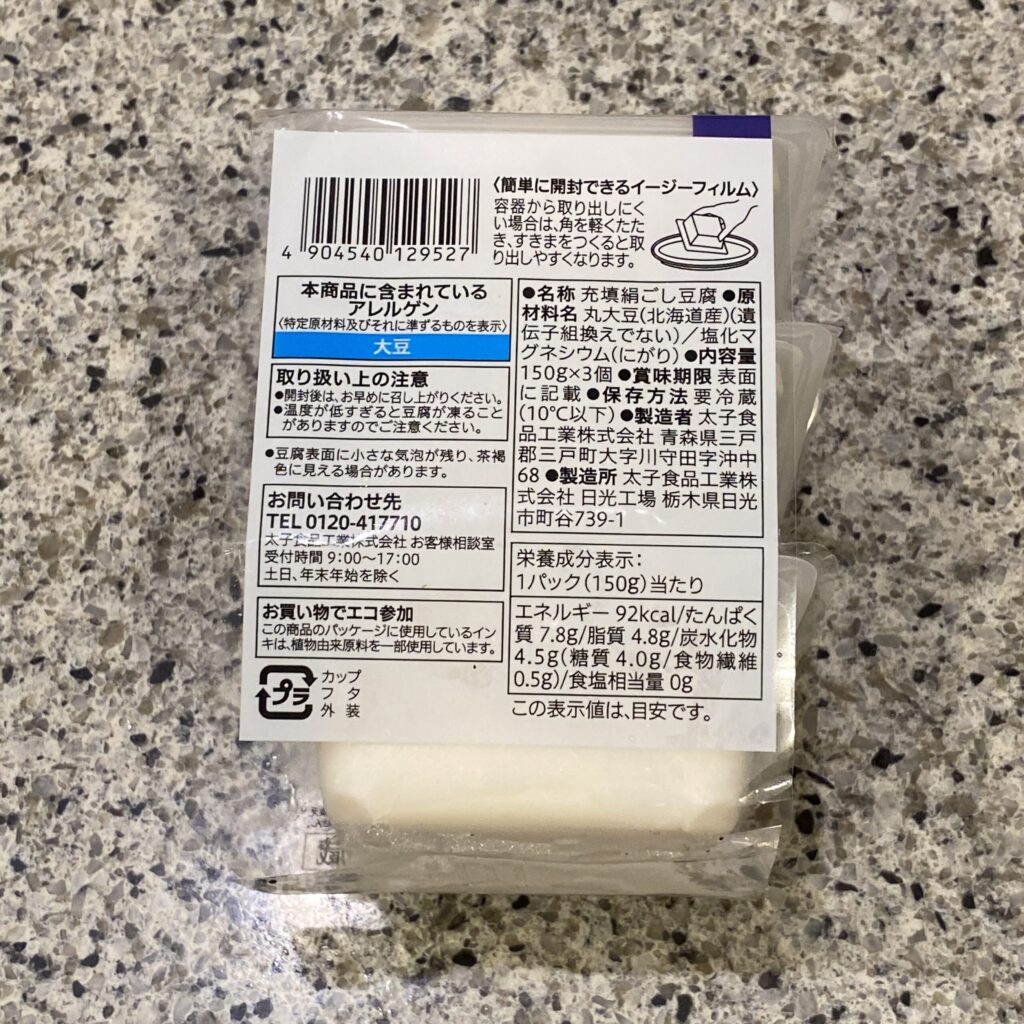 4 904540 129527
〈簡単に開封できるイージーフィルム〉
容器から取り出しにく
い場合は、角を軽くたた
き、すきまをつくると取
り出しやすくなります。
本商品に含まれている
アレルゲン
〈特定原材料及びそれに準ずるものを表示〉
大豆
取り扱い上の注意
●開封後は、お早めに召し上がりください。
●温度が低すぎると豆腐が凍ること
がありますのでご注意ください。
●豆腐表面に小さな気泡が残り、茶褐
色に見える場合があります。
お問い合わせ先
TEL 0120-417710
太子食品工業株式会社 お客様相談室
受付時間 9:00～17:00
土日、年末年始を除く
お買い物でエコ参加
この商品のパッケージに使用しているイン
キは、植物由来原料を一部使用しています。
プラ
カップ
フタ
外装
●名称 充填絹ごし豆腐 ●原
材料名 丸大豆(北海道産)(遺
伝子組換えでない)／塩化マ
グネシウム(にがり) ●内容量
150g×3個 ●賞味期限 表面
に記載 ●保存方法 要冷蔵
(10℃以下) ●製造者 太子食
品工業株式会社 青森県三戸
郡三戸町大字川守田字沖中
68 ●製造所 太子食品工業株
式会社 日光工場 栃木県日光
市町谷739-1
栄養成分表示:
1パック(150g)当たり
エネルギー 92kcal/たんぱく
質 7.8g/脂質 4.8g/炭水化物
4.5g(糖質 4.0g/食物繊維
0.5g)/食塩相当量 0g
この表示値は、目安です。
蔵